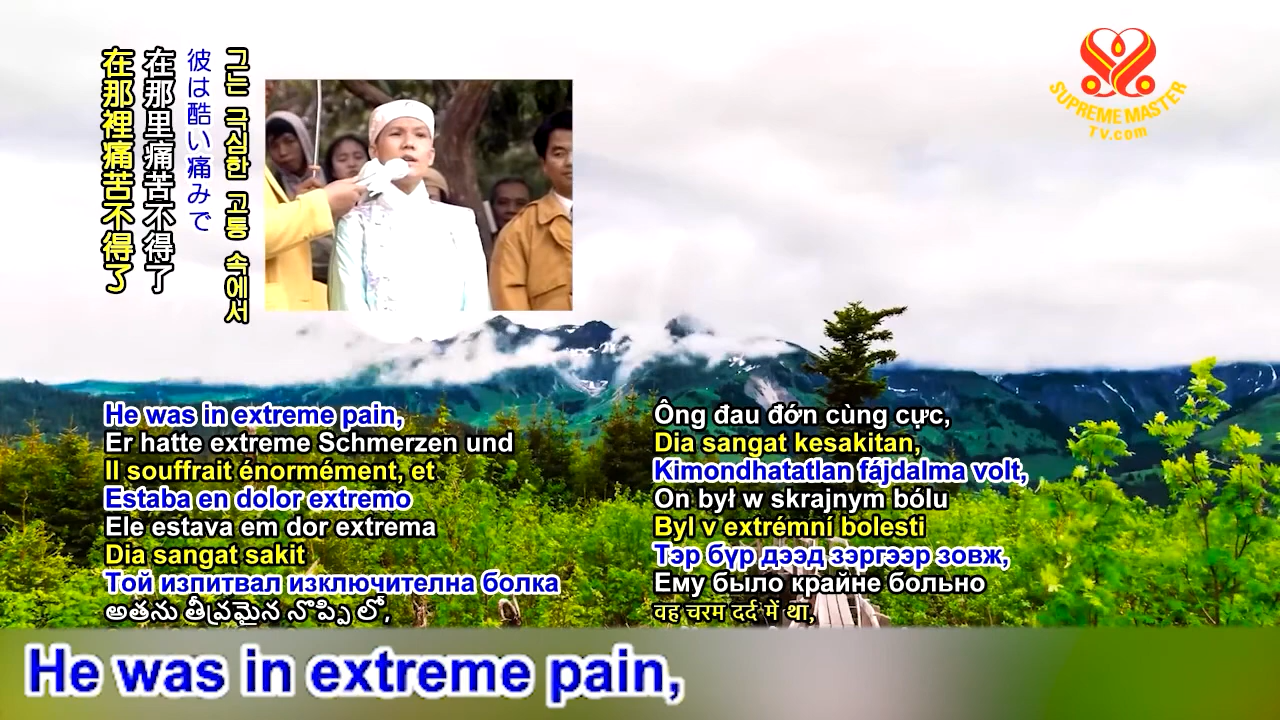 在那裡痛苦不得了
在那里痛苦不得了
彼は酷い痛みで
그는 극심한 고통 속에서
SUPREME MASTER
TV.com
He was in extreme pain,
Er hatte extreme Schmerzen und
Il souffrait énormément, et
Estaba en dolor extremo
Ele estava em dor extrema
Dia sangat sakit
Той изпитвал изключителна болка
అతను తీవ్రమైన నొప్పి లో,
Ông đau đớn cùng cực,
Dia sangat kesakitan,
Kimondhatatlan fájdalma volt,
On był w skrajnym bólu
Byl v extrémní bolesti
Тэр бүр дээд зэргээр зовж,
Ему было крайне больно
वह चरम दर्द में था,
He was in extreme pain,